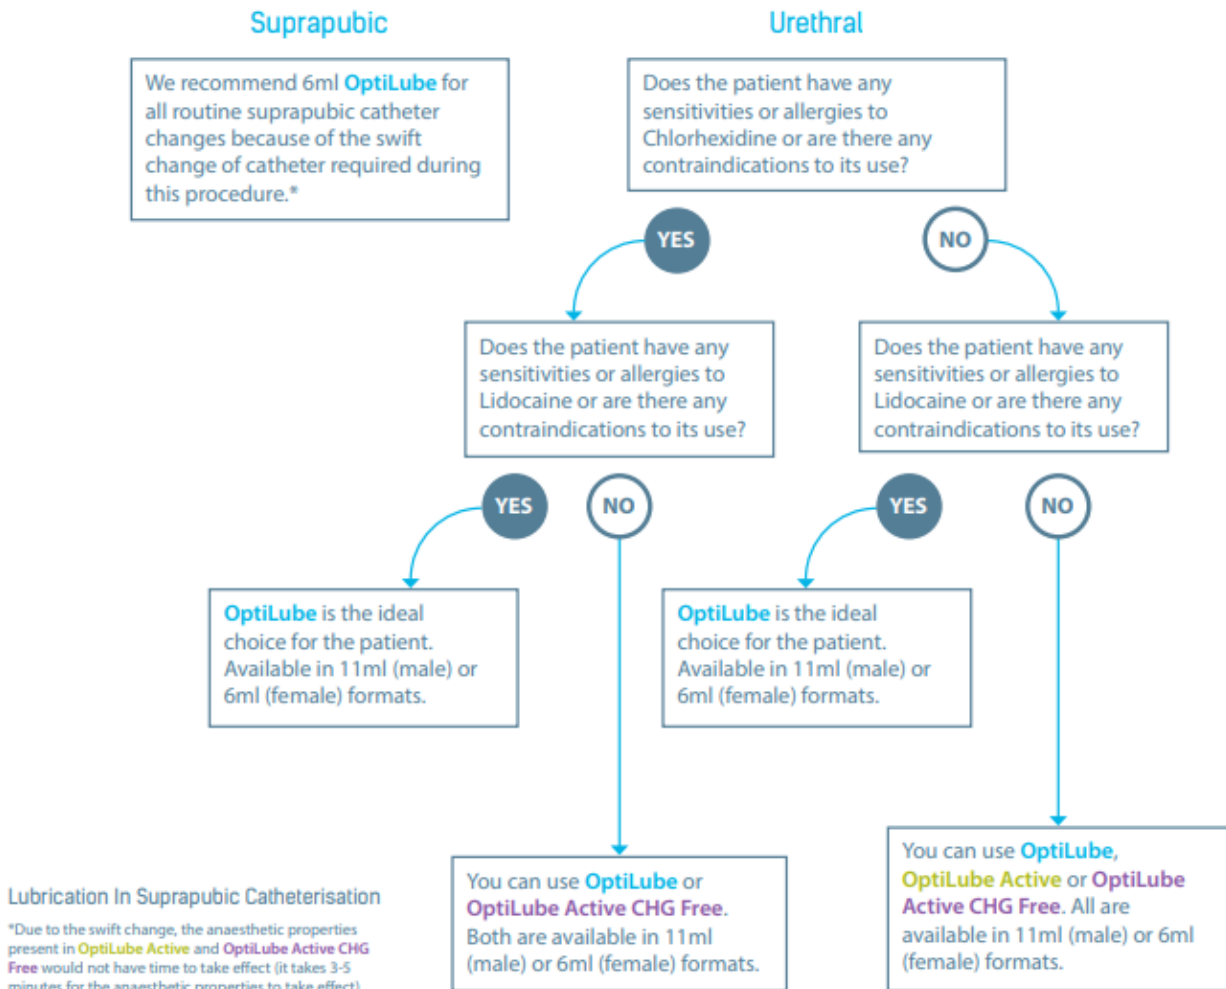 Suprapubic
We recommend 6ml OptiLube for
all routine suprapubic catheter
changes because of the swift
change of catheter required during
this procedure.*
Urethral
Does the patient have any
sensitivities or allergies to
Chlorhexidine or are there any
contraindications to its use?
YES
NO
Does the patient have any
sensitivities or allergies to
Lidocaine or are there any
contraindications to its use?
Does the patient have any
sensitivities or allergies to
Lidocaine or are there any
contraindications to its use?
YES
NO
YES
NO
OptiLube is the ideal
choice for the patient.
Available in 11ml (male) or
6ml (female) formats.
OptiLube is the ideal
choice for the patient.
Available in 11ml (male) or
6ml (female) formats.
You can use OptiLube or
OptiLube Active CHG Free.
Both are available in 11ml
(male) or 6ml (female) formats.
You can use OptiLube,
OptiLube Active or OptiLube
Active CHG Free. All are
available in 11ml (male) or 6ml
(female) formats.
Lubrication In Suprapubic Catheterisation
*Due to the swift change, the anaesthetic properties
present in OptiLube Active and OptiLube Active CHG
Free would not have time to take effect (it takes 3-5
minutes for the anaesthetic properties to take effect)